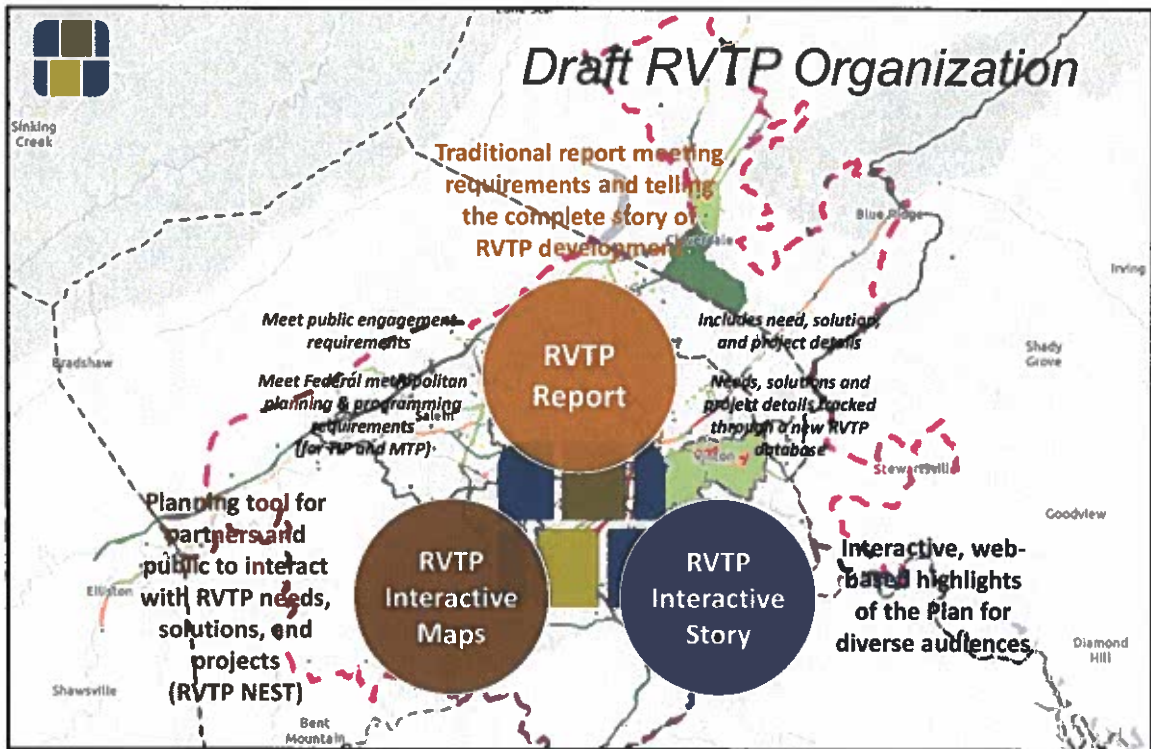 Draft RVTP Organization
Sinking
Creek
Traditional report meeting
requirements and telling
the complete story of
RVTP development
Blue Ridge
Irving
Meet public engagement
requirements
Includes need, solution,
and project details
Bradshaw
Shady
Grove
RVTP
Report
Meet Federal metropolitan
planning & programming
requirements
(for TIP and MTP)
Salem
Needs, solutions and
project details tracked
through a new RVTP
database
Stewartsville
Goodview
Planning tool for
partners and
public to interact
with RVTP needs,
solutions, and
projects
(RVTP NEST)
Elliston
RVTP
Interactive
Maps
RVTP
Interactive
Story
Interactive, web-
based highlights
of the Plan for
diverse audiences
Diamond
Hill
Shawsville
Bent
Mountain